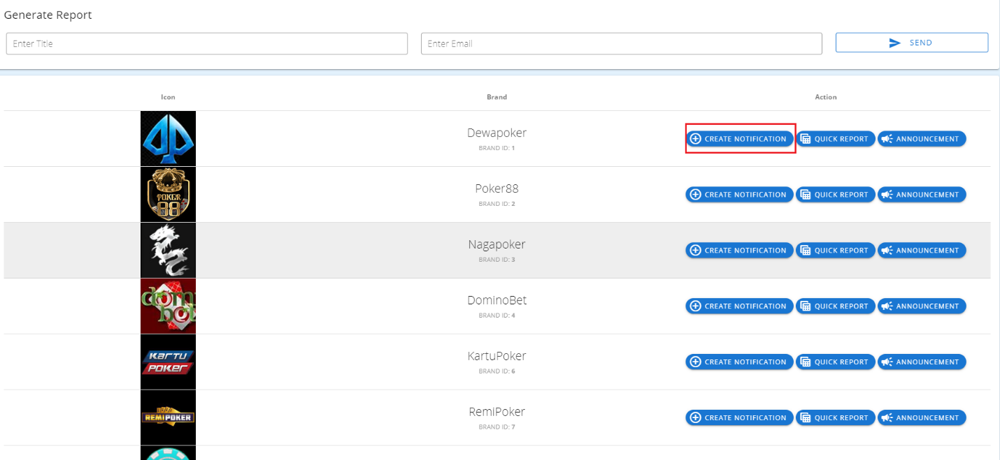 Generate Report
Enter Title
Enter Email
SEND
Icon Brand Action
Dewapoker
BRAND ID: 1
CREATE NOTIFICATION QUICK REPORT ANNOUNCEMENT
POKER
88
Poker88
BRAND ID: 2
CREATE NOTIFICATION QUICK REPORT ANNOUNCEMENT
Nagapoker
BRAND ID: 3
CREATE NOTIFICATION QUICK REPORT ANNOUNCEMENT
DominoBet
BRAND ID: 4
CREATE NOTIFICATION QUICK REPORT ANNOUNCEMENT
KARTU
POKER
KartuPoker
BRAND ID: 6
CREATE NOTIFICATION QUICK REPORT ANNOUNCEMENT
REMIPOKER
RemiPoker
BRAND ID: 7
CREATE NOTIFICATION QUICK REPORT ANNOUNCEMENT